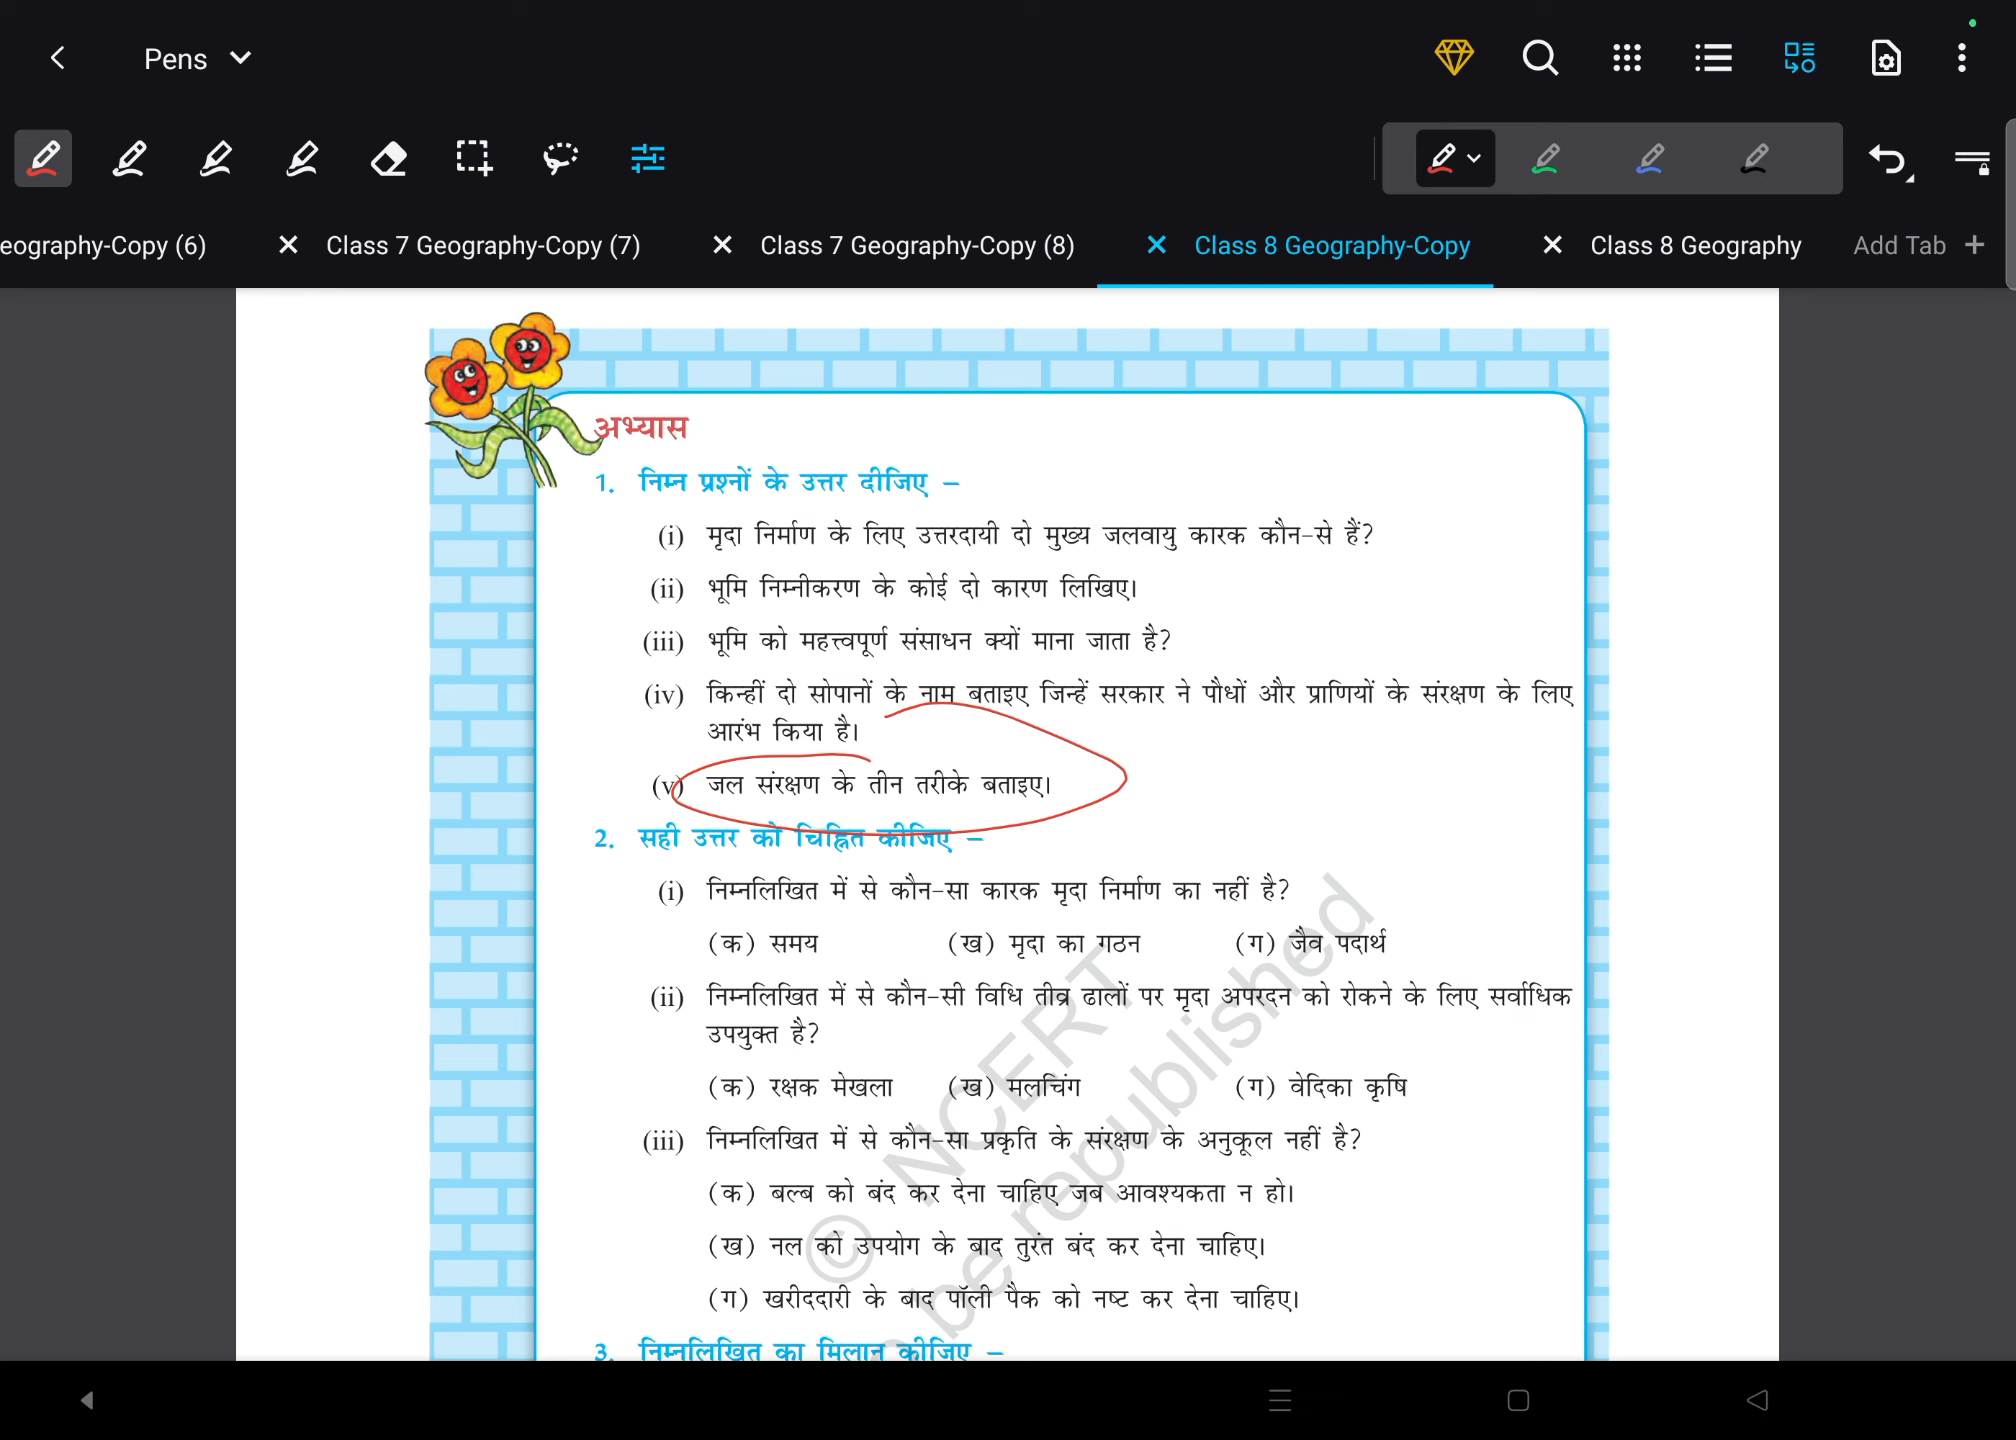 Pens
eography-Copy (6)
Class 7 Geography-Copy (7)
Class 7 Geography-Copy (8)
Class 8 Geography-Copy
Class 8 Geography
Add Tab +
अभ्यास
1. निम्न प्रश्नों के उत्तर दीजिए –
(i) मृदा निर्माण के लिए उत्तरदायी दो मुख्य जलवायु कारक कौन-से हैं?
(ii) भूमि निम्नीकरण के कोई दो कारण लिखिए।
(iii) भूमि को महत्त्वपूर्ण संसाधन क्यों माना जाता है?
(iv) किन्हीं दो सोपानों के नाम बताइए जिन्हें सरकार ने पौधों और प्राणियों के संरक्षण के लिए
आरंभ किया है।
(v) जल संरक्षण के तीन तरीके बताइए।
2. सही उत्तर को चिह्नित कीजिए –
(i) निम्नलिखित में से कौन-सा कारक मृदा निर्माण का नहीं है?
(क) समय (ख) मृदा का गठन (ग) जैव पदार्थ
(ii) निम्नलिखित में से कौन-सी विधि तीव्र ढालों पर मृदा अपरदन को रोकने के लिए सर्वाधिक
उपयुक्त है?
(क) रक्षक मेखला (ख) मलचिंग (ग) वेदिका कृषि
(iii) निम्नलिखित में से कौन-सा प्रकृति के संरक्षण के अनुकूल नहीं है?
(क) बल्ब को बंद कर देना चाहिए जब आवश्यकता न हो।
(ख) नल को उपयोग के बाद तुरंत बंद कर देना चाहिए।
(ग) खरीददारी के बाद पॉली पैक को नष्ट कर देना चाहिए।
3. निम्नलिखित का मिलान कीजिए –
© NCERT
be republished